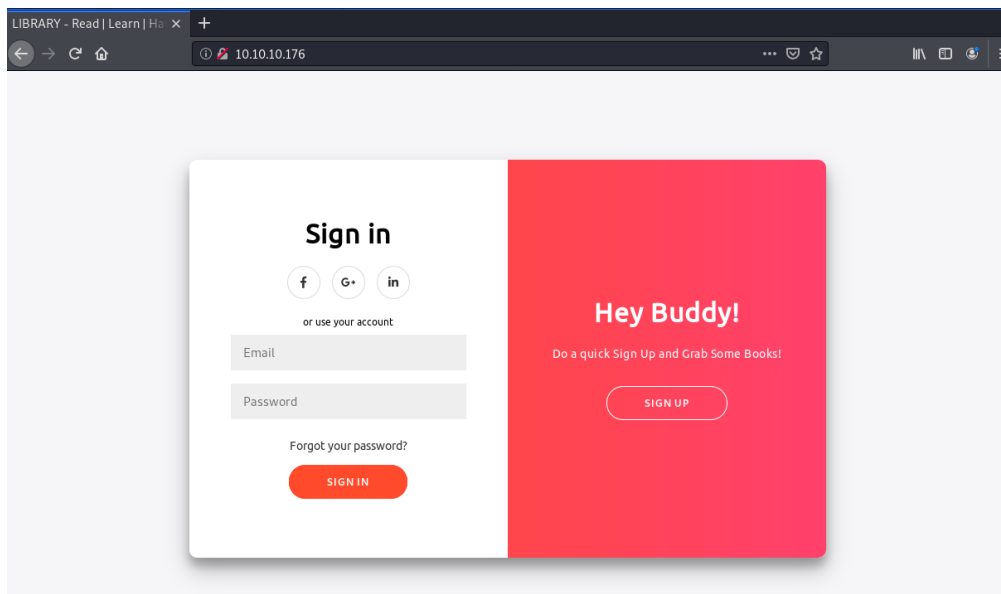 LIBRARY - Read | Learn | Ha
10.10.10.176
Sign in
f G+ in
or use your account
Email
Password
Forgot your password?
SIGN IN
Hey Buddy!
Do a quick Sign Up and Grab Some Books!
SIGN UP